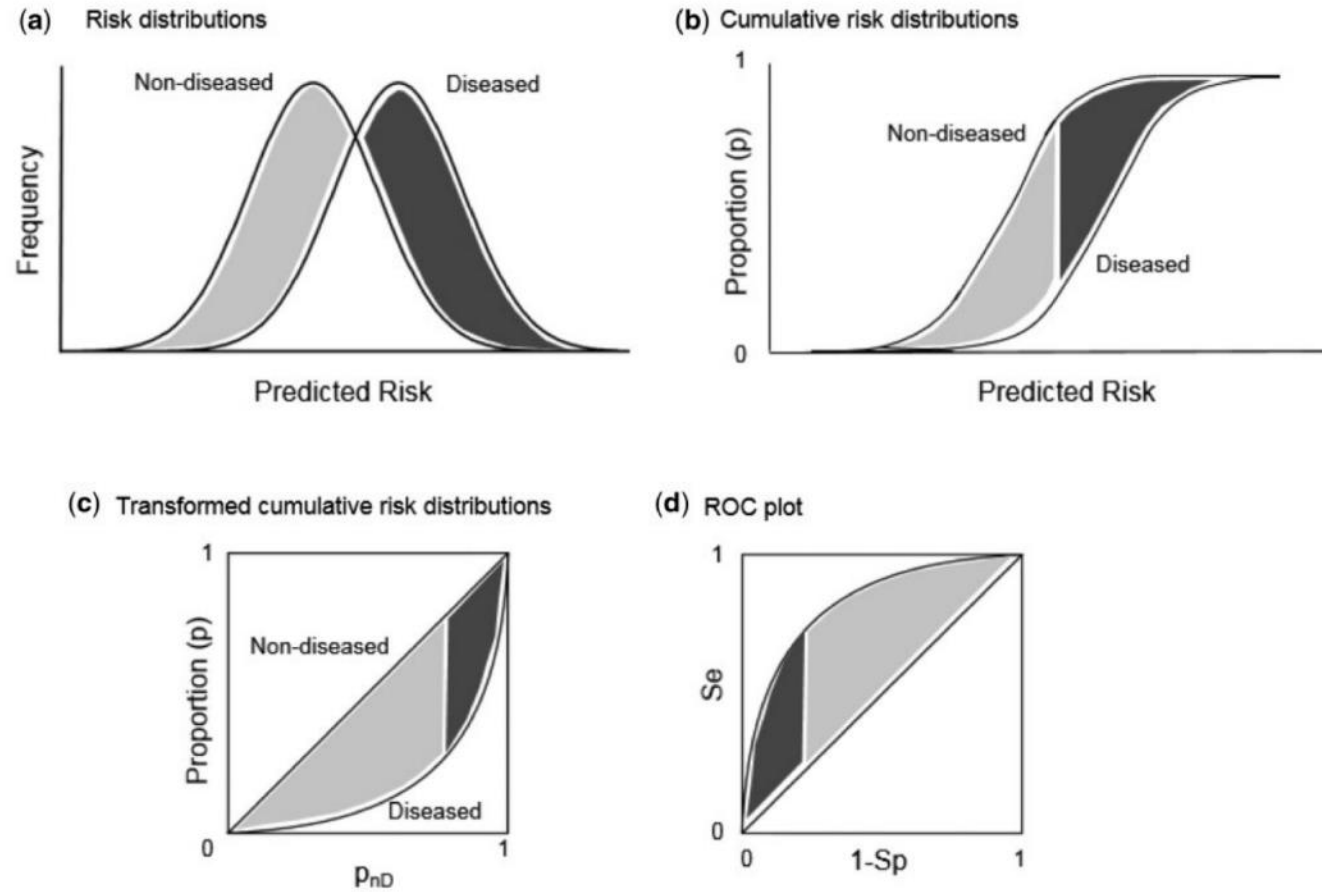 (a) Risk distributions
Non-diseased
Diseased
Frequency
Predicted Risk
(b) Cumulative risk distributions
1
Non-diseased
Proportion (p)
Diseased
0
Predicted Risk
(c) Transformed cumulative risk distributions
1
Non-diseased
Proportion (p)
Diseased
0
0
1
pnD
(d) ROC plot
1
Se
0
0
1
1-Sp